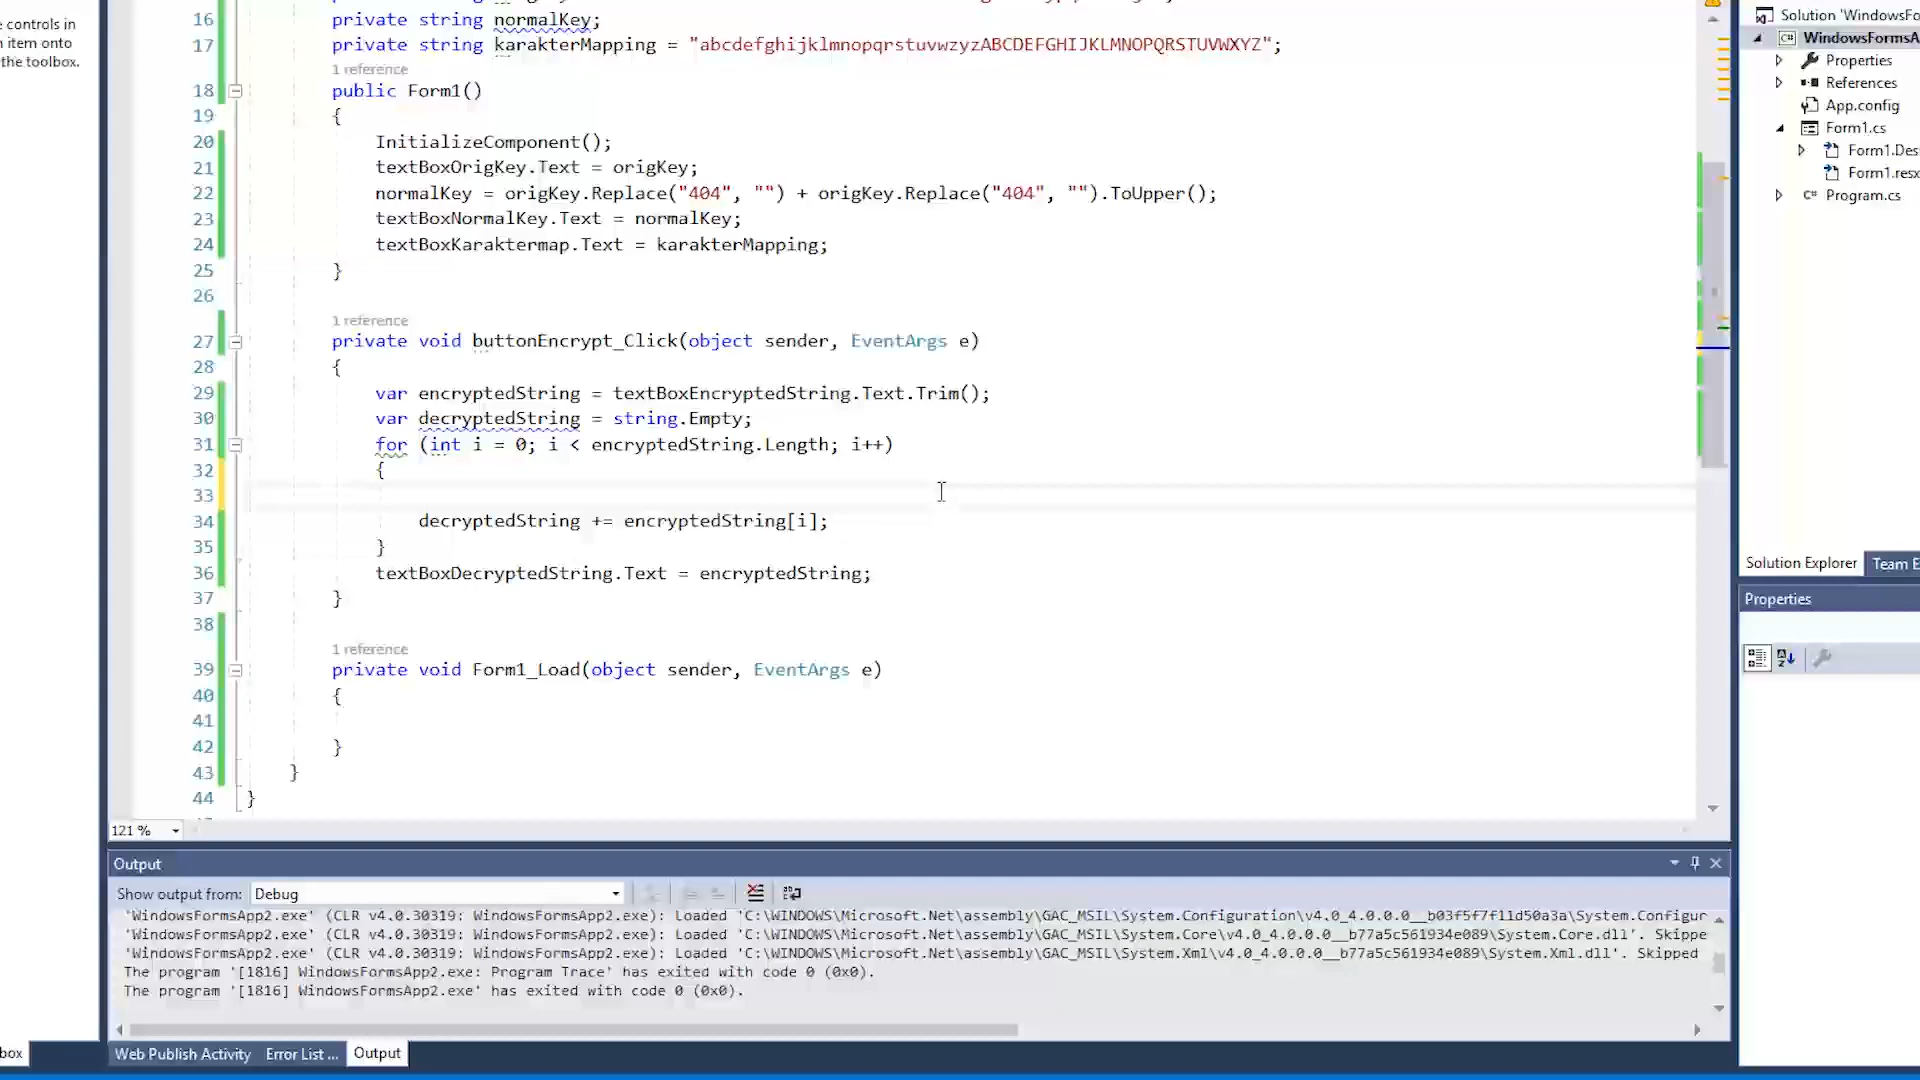 e controls in
n item onto
the toolbox.
16 private string normalKey;
17 private string karakterMapping = "abcdefghijklmnopqrstuvwzyzABCDEFGHIJKLMNOPQRSTUVWXYZ";
1 reference
18 public Form1()
19 {
20 InitializeComponent();
21 textBoxOrigKey.Text = origKey;
22 normalKey = origKey.Replace("404", "") + origKey.Replace("404", "").ToUpper();
23 textBoxNormalKey.Text = normalKey;
24 textBoxKaraktermap.Text = karakterMapping;
25 }
26
1 reference
27 private void buttonEncrypt_Click(object sender, EventArgs e)
28 {
29 var encryptedString = textBoxEncryptedString.Text.Trim();
30 var decryptedString = string.Empty;
31 for (int i = 0; i < encryptedString.Length; i++)
32 {
33
34 decryptedString += encryptedString[i];
35 }
36 textBoxDecryptedString.Text = encryptedString;
37 }
38
1 reference
39 private void Form1_Load(object sender, EventArgs e)
40 {
41
42 }
43 }
44 }
121 %
Output
Show output from: Debug
'WindowsFormsApp2.exe' (CLR v4.0.30319: WindowsFormsApp2.exe): Loaded 'C:\WINDOWS\Microsoft.Net\assembly\GAC_MSIL\System.Configuration\v4.0_4.0.0.0__b03f5f7f11d50a3a\System.Configur
'WindowsFormsApp2.exe' (CLR v4.0.30319: WindowsFormsApp2.exe): Loaded 'C:\WINDOWS\Microsoft.Net\assembly\GAC_MSIL\System.Core\v4.0_4.0.0.0__b77a5c561934e089\System.Core.dll'. Skippe
'WindowsFormsApp2.exe' (CLR v4.0.30319: WindowsFormsApp2.exe): Loaded 'C:\WINDOWS\Microsoft.Net\assembly\GAC_MSIL\System.Xml\v4.0_4.0.0.0__b77a5c561934e089\System.Xml.dll'. Skipped
The program '[1816] WindowsFormsApp2.exe: Program Trace' has exited with code 0 (0x0).
The program '[1816] WindowsFormsApp2.exe' has exited with code 0 (0x0).
box
Web Publish Activity Error List ... Output
Solution 'WindowsFo
C# WindowsFormsA
Properties
References
App.config
Form1.cs
Form1.Des
Form1.resx
C# Program.cs
Solution Explorer Team E
Properties